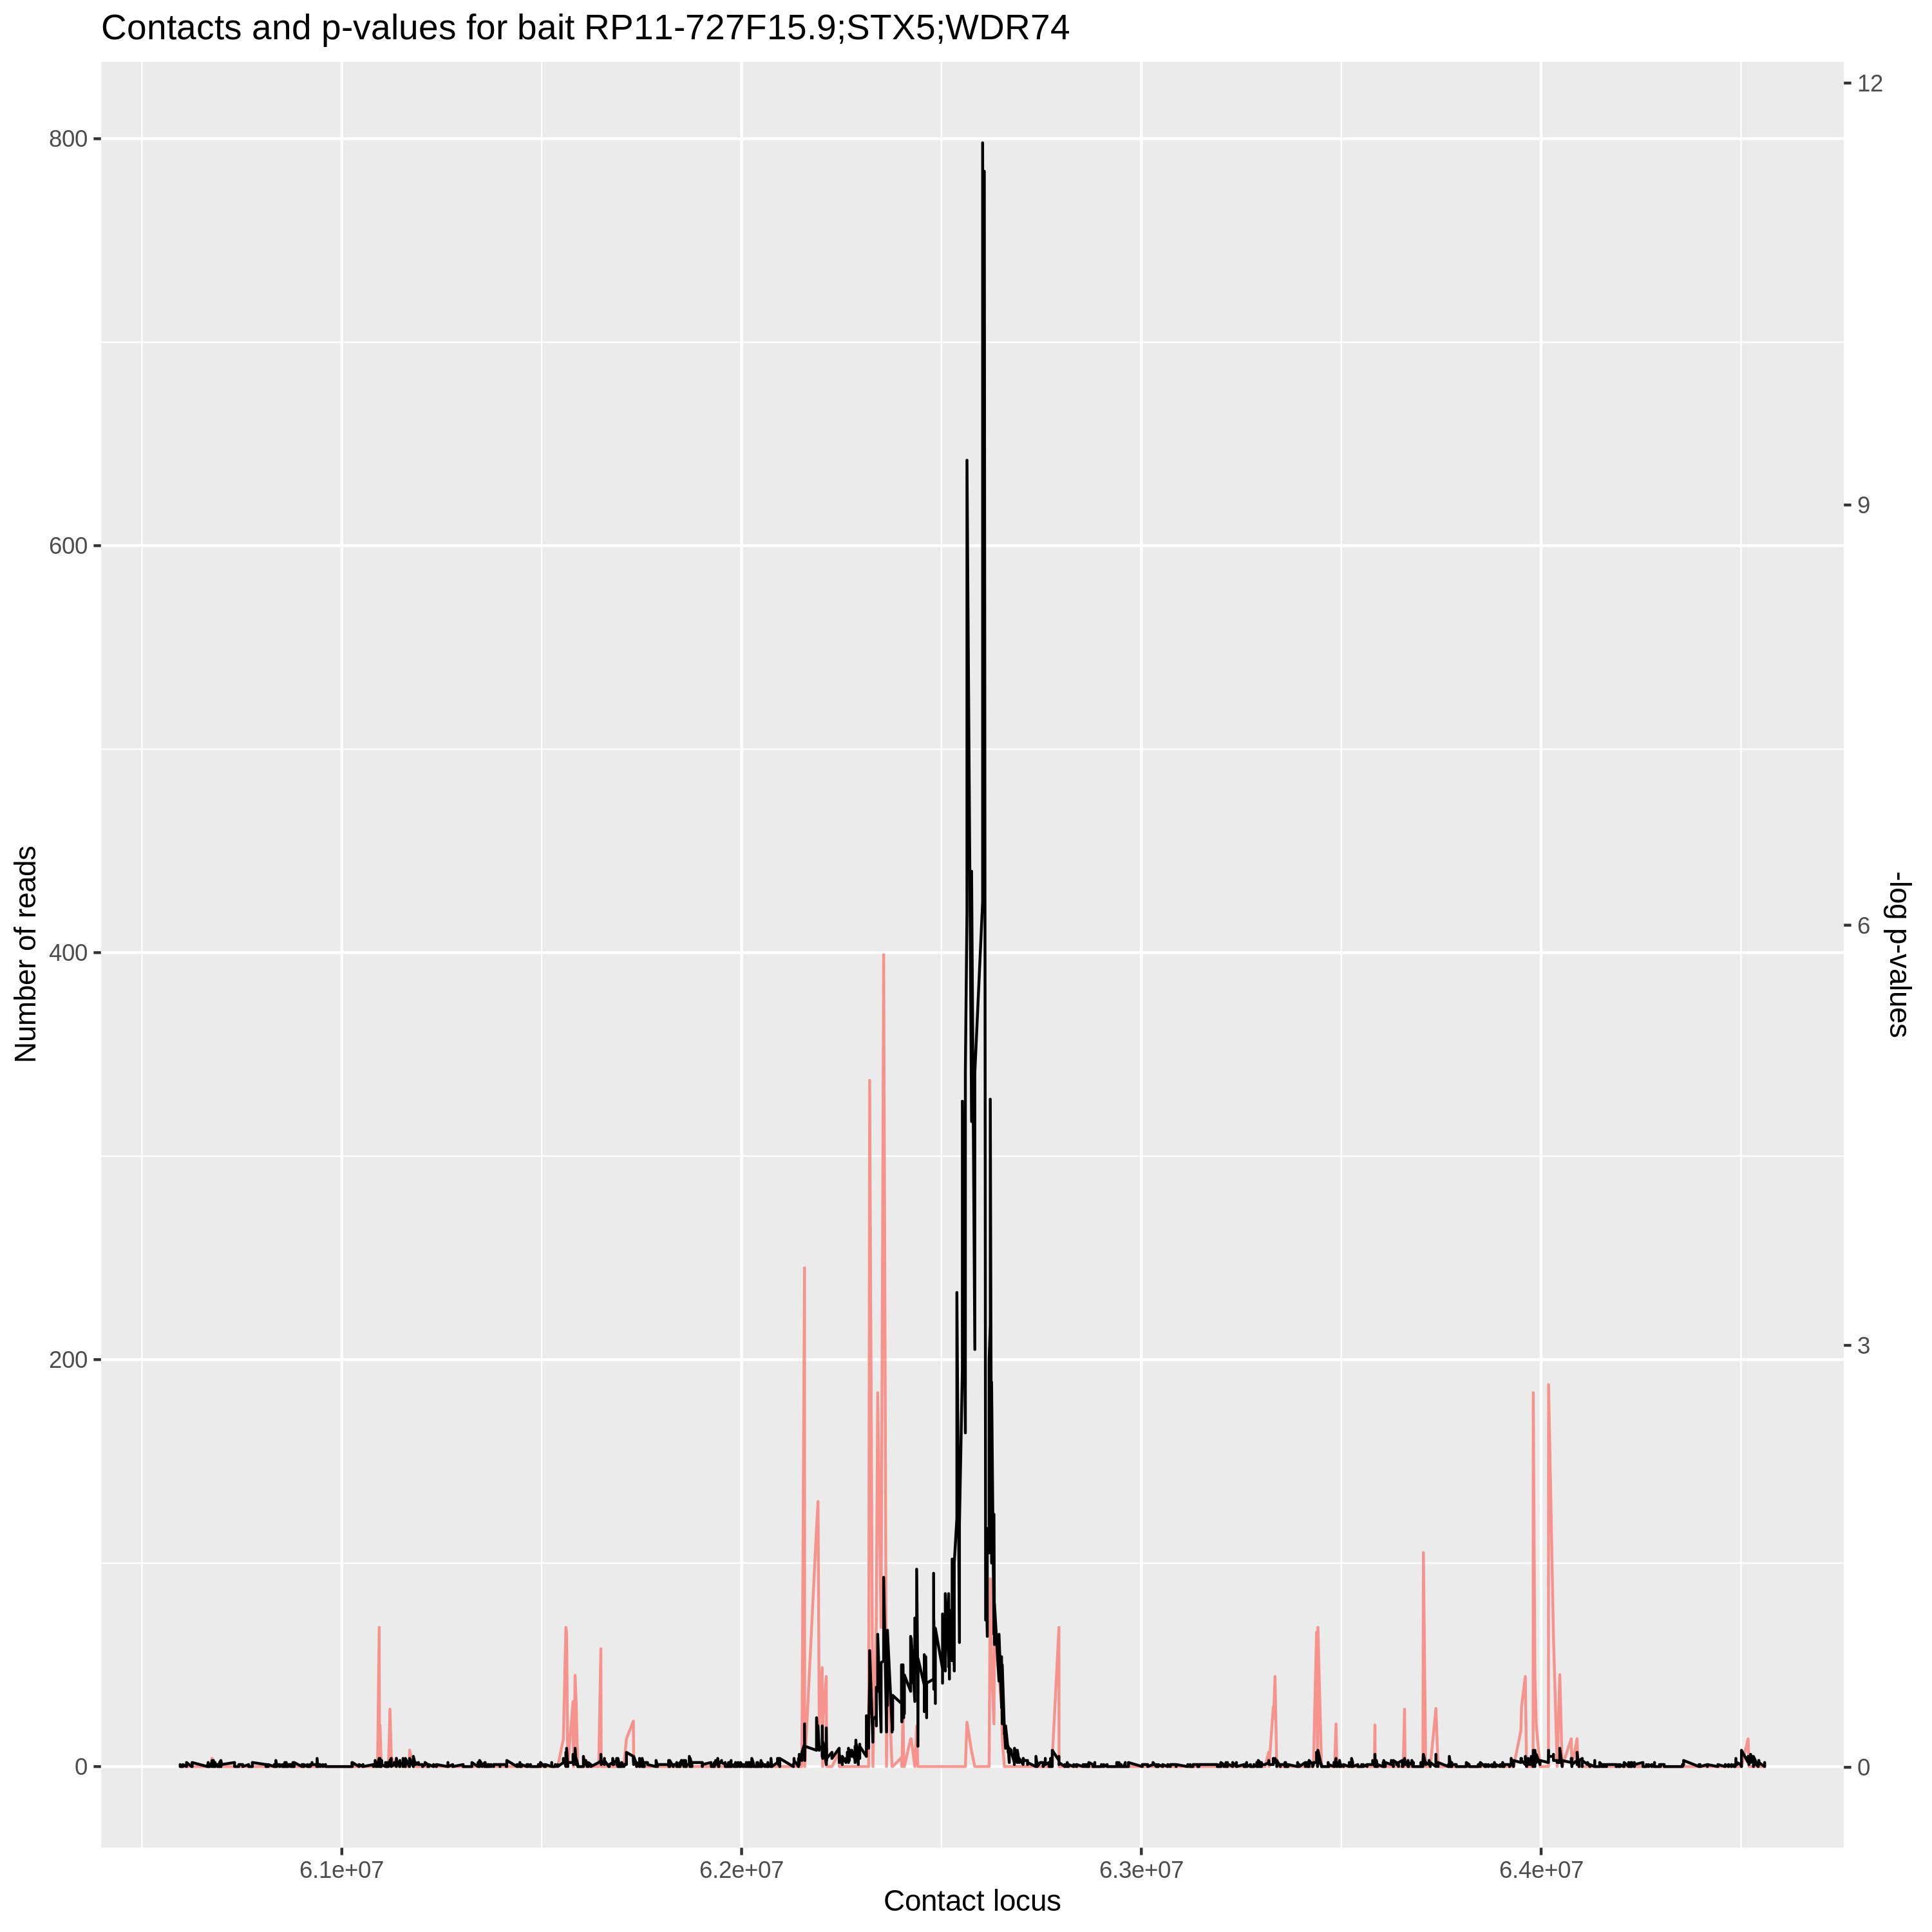 Contacts and p-values for bait RP11-727F15.9;STX5;WDR74
800
600
400
200
0
Number of reads
12
9
6
3
0
-log p-values
6.1e+07
6.2e+07
6.3e+07
6.4e+07
Contact locus